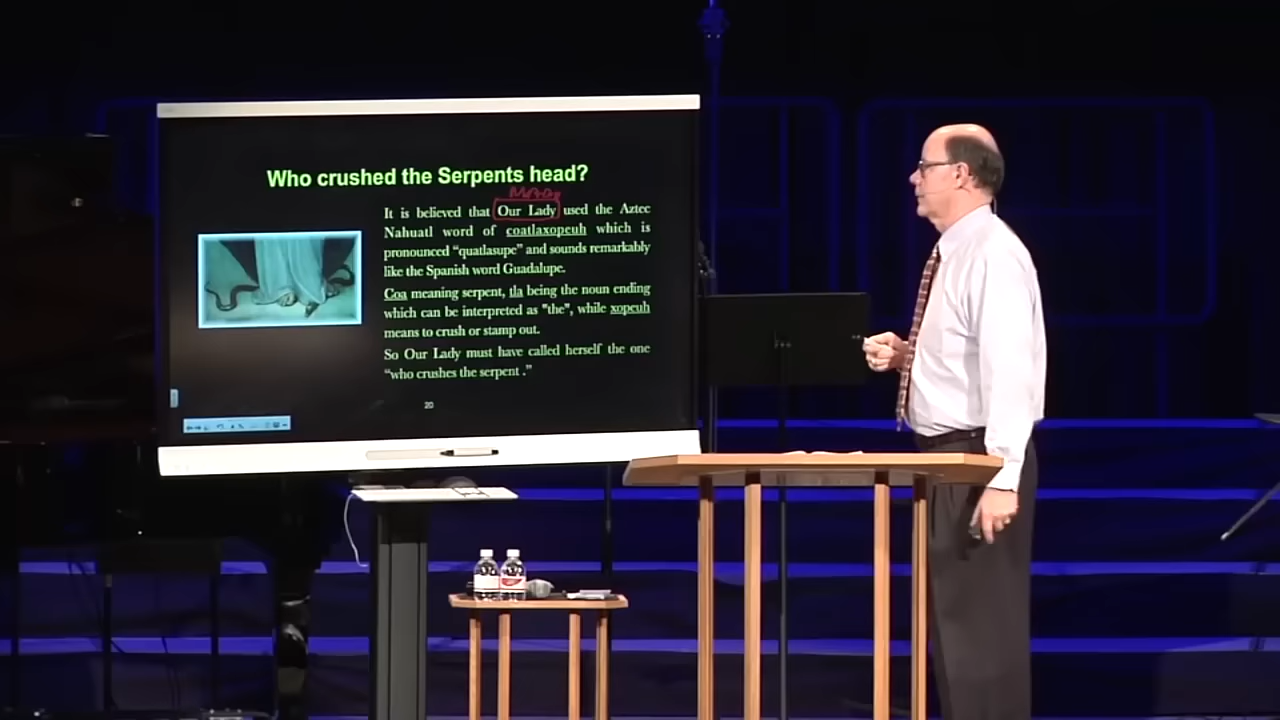 Who crushed the Serpents head?
Mary
It is believed that Our Lady used the Aztec
Nahuatl word of coatlaxopeuh which is
pronounced “quatlasupe” and sounds remarkably
like the Spanish word Guadalupe.
Coa meaning serpent, tla being the noun ending
which can be interpreted as "the", while xopeuh
means to crush or stamp out.
So Our Lady must have called herself the one
“who crushes the serpent .”
20